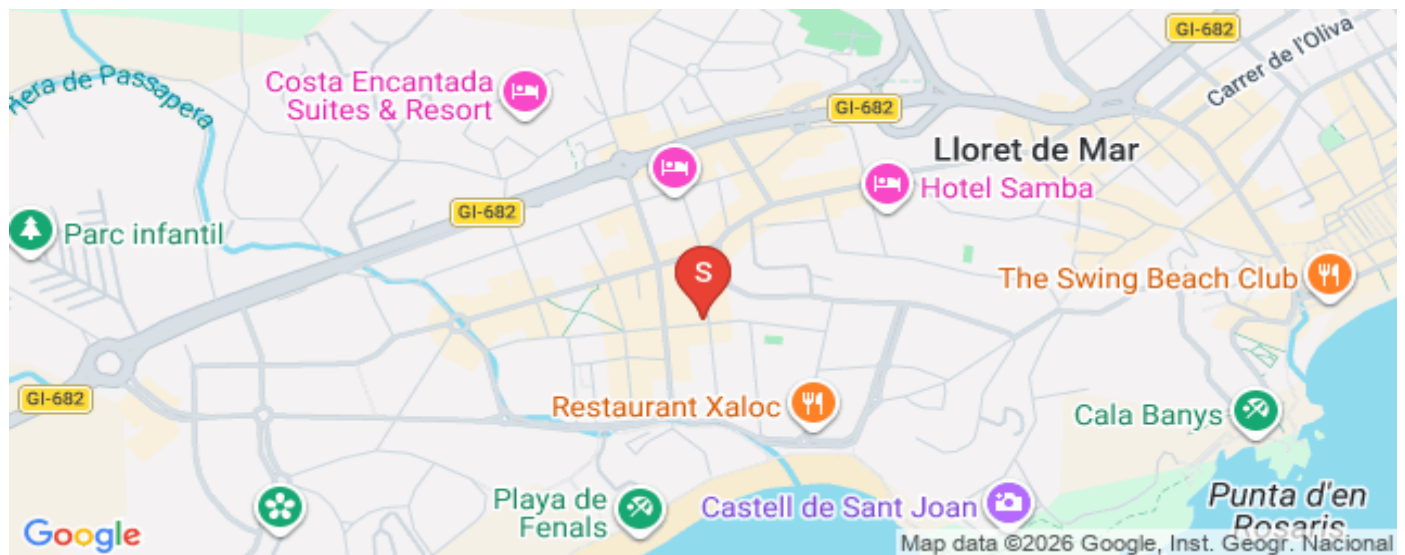 GI-682
Carrer de l'Oliva
nera de Passapera
Costa Encantada
Suites & Resort
GI-682
Lloret de Mar
Hotel Samba
GI-682
Parc infantil
S
The Swing Beach Club
GI-682
Restaurant Xaloc
Cala Banys
Playa de
Fenals
Castell de Sant Joan
Punta d'en
Rosaris
Google
Map data ©2026 Google, Inst. Geogr. Nacional